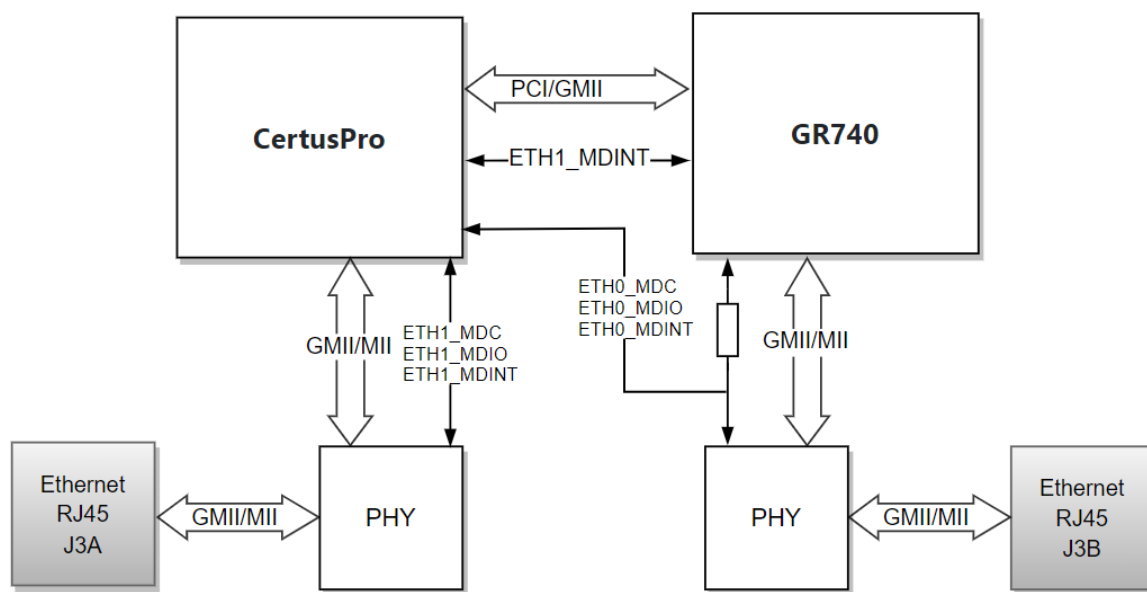 CertusPro
PCI/GMII
GR740
ETH1_MDINT
GMII/MII
ETH1_MDC
ETH1_MDIO
ETH1_MDINT
ETH0_MDC
ETH0_MDIO
ETH0_MDINT
GMII/MII
Ethernet
RJ45
J3A
GMII/MII
PHY
PHY
GMII/MII
Ethernet
RJ45
J3B